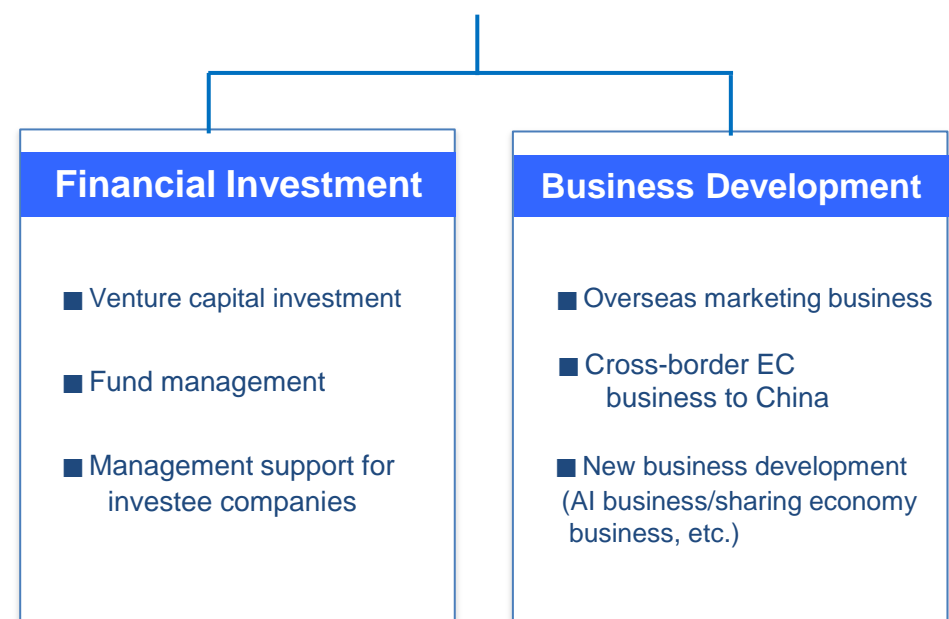 Financial Investment
■ Venture capital investment
■ Fund management
■ Management support for
investee companies
Business Development
■ Overseas marketing business
■ Cross-border EC
business to China
■ New business development
(AI business/sharing economy
business, etc.)